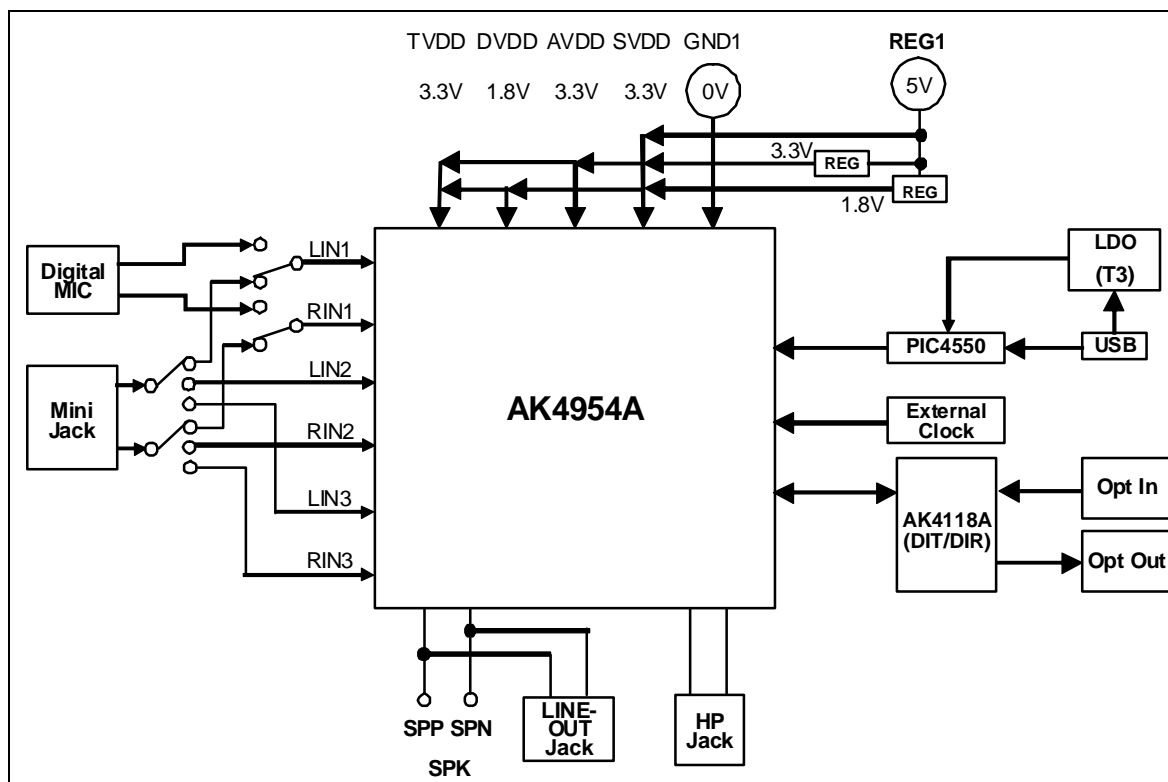 TVDD DVDD AVDD SVDD GND1 REG1
3.3V 1.8V 3.3V 3.3V 0V 5V
3.3V REG
1.8V REG
Digital
MIC
LIN1
RIN1
LIN2
RIN2
LIN3
RIN3
Mini
Jack
AK4954A
LDO
(T3)
PIC4550
USB
External
Clock
AK4118A
(DIT/DIR)
Opt In
Opt Out
SPP SPN
SPK
LINE-
OUT
Jack
HP
Jack